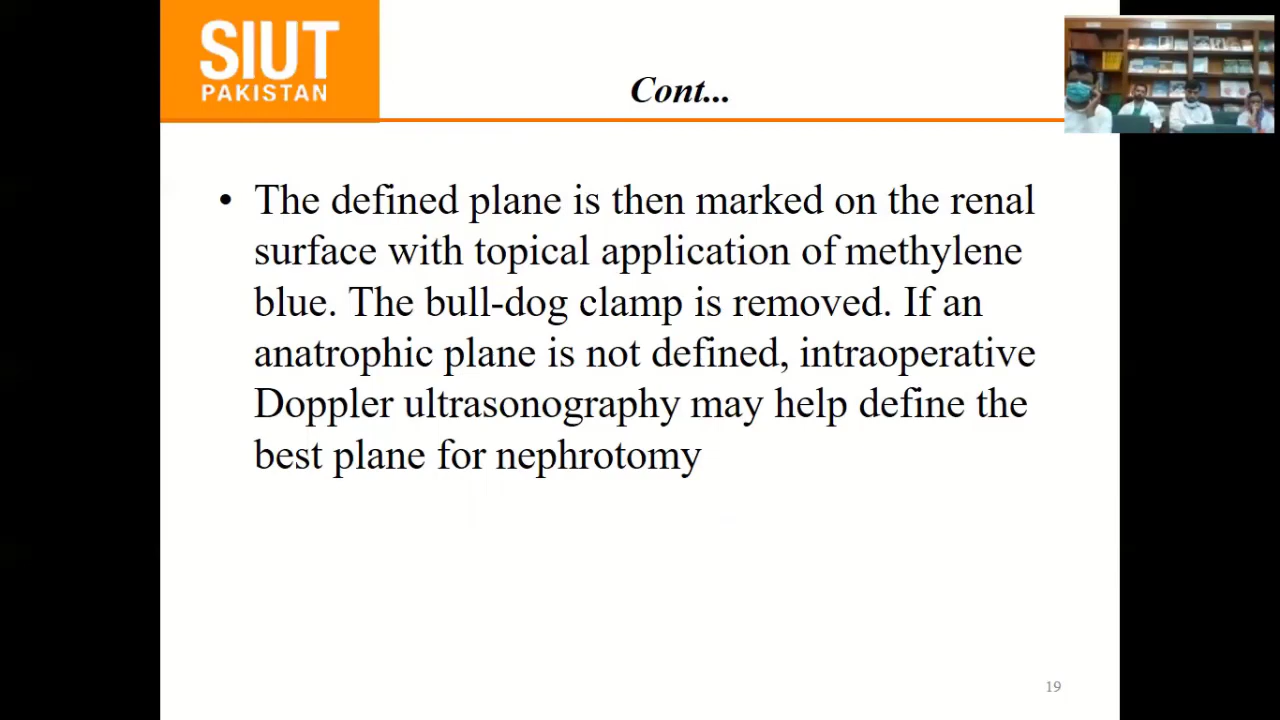 SIUT
PAKISTAN
Cont...
• The defined plane is then marked on the renal
surface with topical application of methylene
blue. The bull-dog clamp is removed. If an
anatrophic plane is not defined, intraoperative
Doppler ultrasonography may help define the
best plane for nephrotomy
19